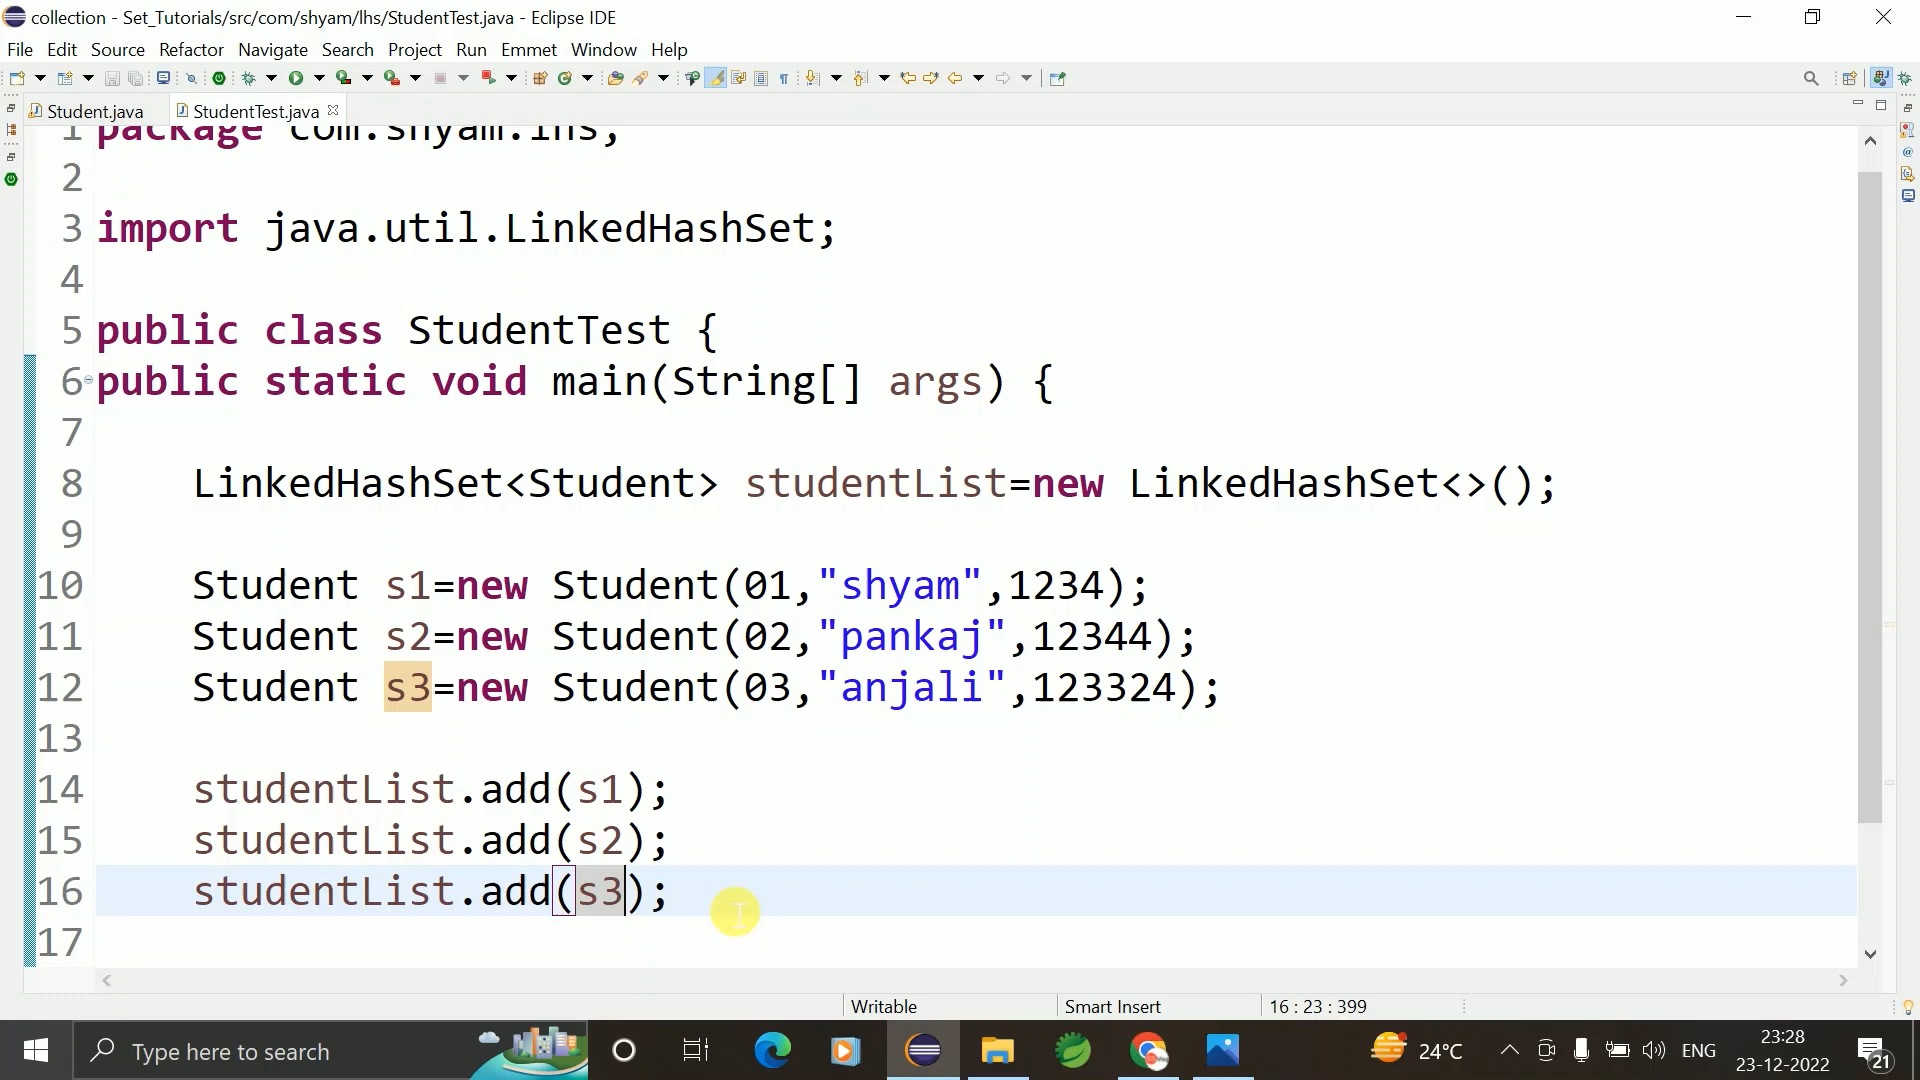 collection - Set_Tutorials/src/com/shyam/lhs/StudentTest.java - Eclipse IDE
File Edit Source Refactor Navigate Search Project Run Emmet Window Help
Student.java StudentTest.java
1 package com.shyam.lhs;
2
3 import java.util.LinkedHashSet;
4
5 public class StudentTest {
6 public static void main(String[] args) {
7
8 LinkedHashSet<Student> studentList=new LinkedHashSet<>();
9
10 Student s1=new Student(01,"shyam",1234);
11 Student s2=new Student(02,"pankaj",12344);
12 Student s3=new Student(03,"anjali",123324);
13
14 studentList.add(s1);
15 studentList.add(s2);
16 studentList.add(s3);
17
Writable Smart Insert 16 : 23 : 399
Type here to search 24°C ENG 23:28
23-12-2022
21